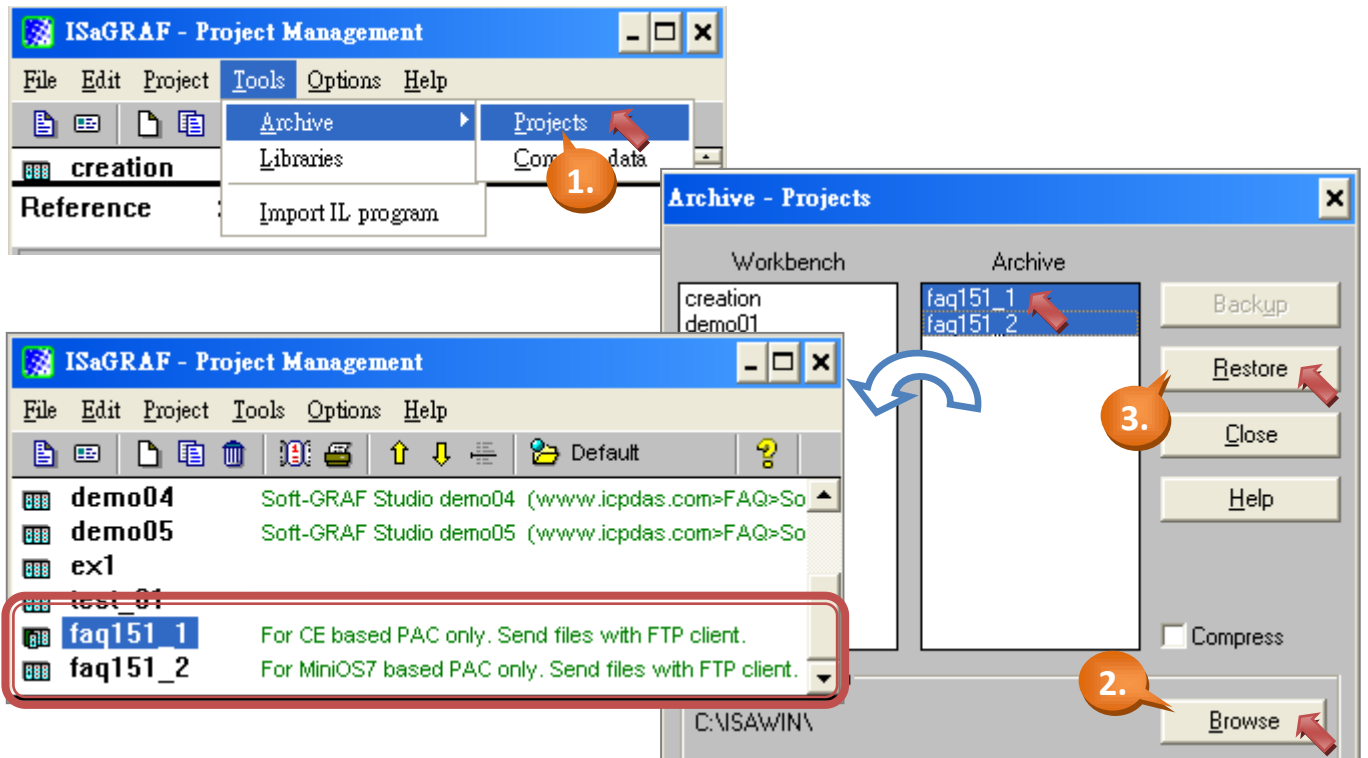 ISaGRAF - Project Management
File Edit Project Tools Options Help
Archive
Projects
creation
Libraries
data
1.
Reference :
Import IL program
Archive - Projects
Workbench
Archive
creation
demo01
faq151_1
faq151_2
Backup
Restore
3.
Close
Help
Compress
2.
C:\ISAWIN\
Browse
ISaGRAF - Project Management
File Edit Project Tools Options Help
Default
demo04 Soft-GRAF Studio demo04 (www.icpdas.com>FAQ>So
demo05 Soft-GRAF Studio demo05 (www.icpdas.com>FAQ>So
ex1
test_01
faq151_1 For CE based PAC only. Send files with FTP client.
faq151_2 For MiniOS7 based PAC only. Send files with FTP client.